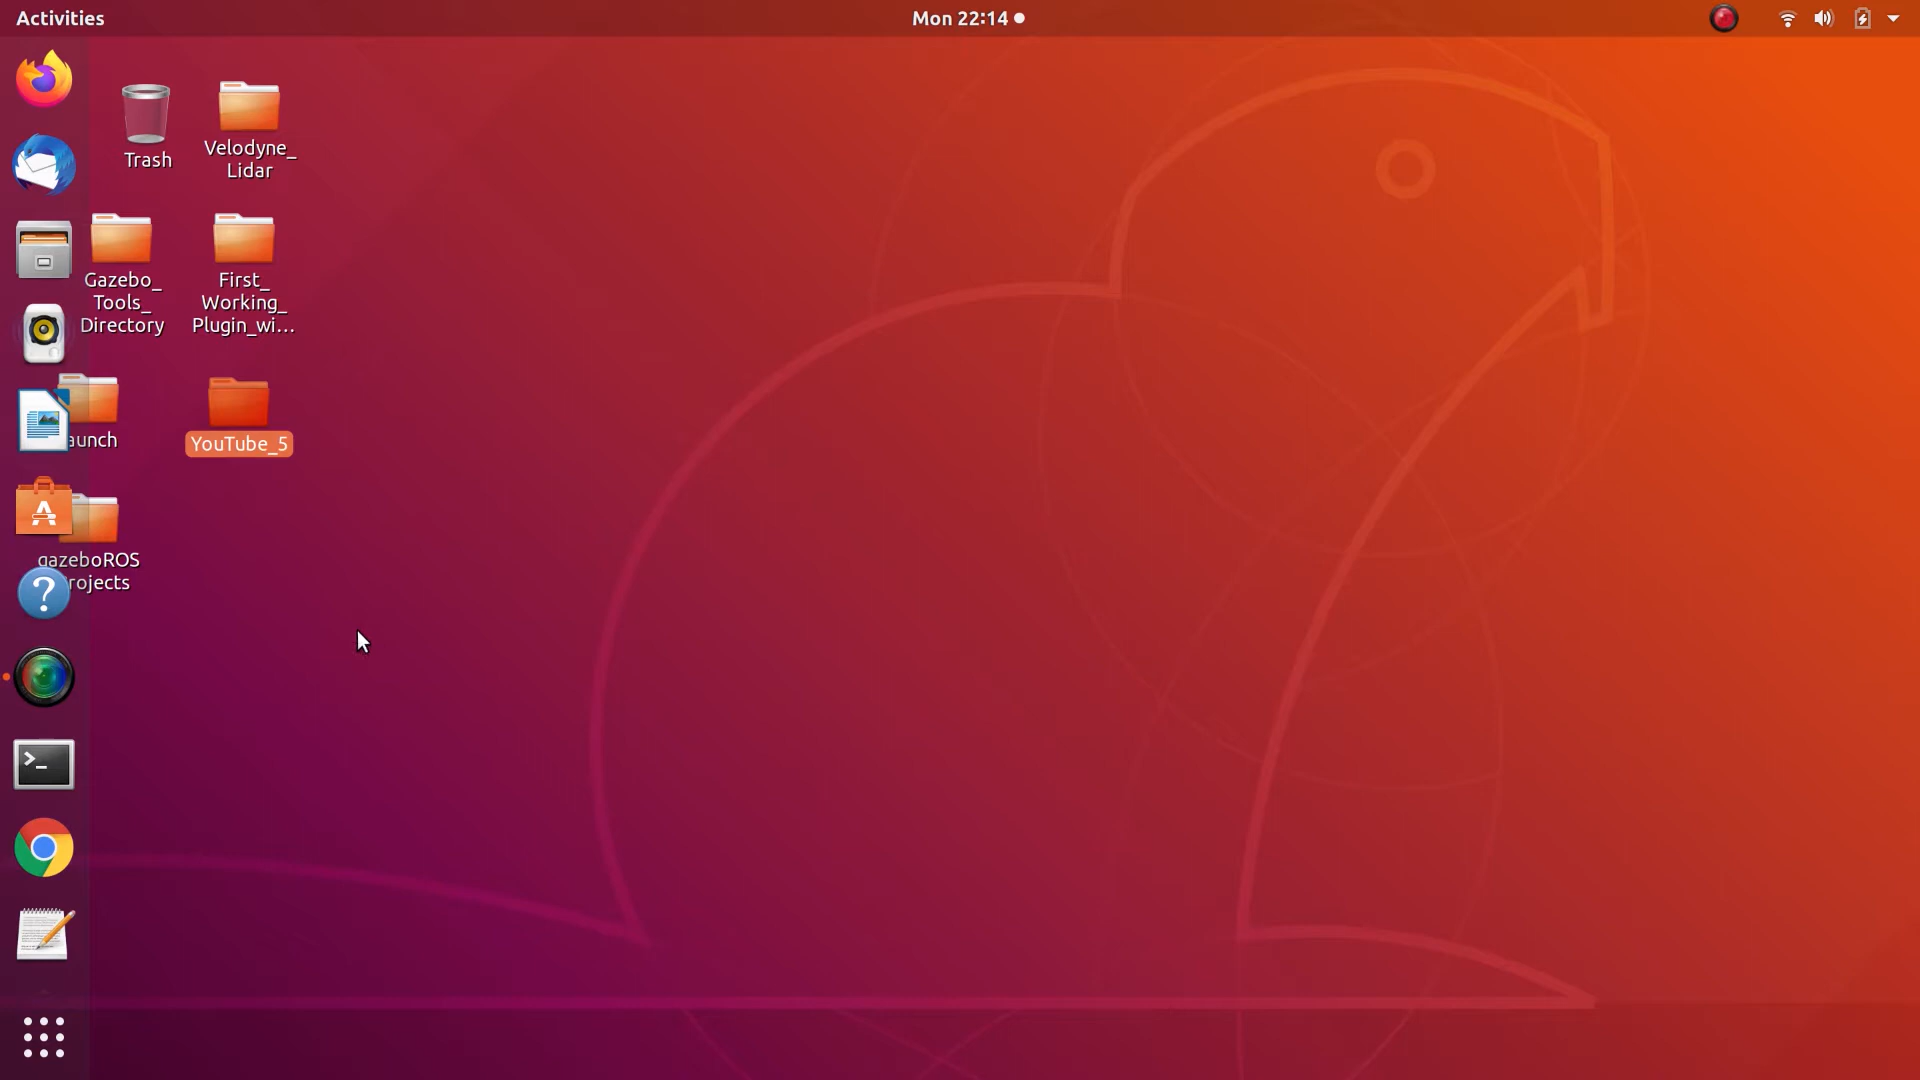 Activities
Mon 22:14
Trash
Velodyne_
Lidar
Gazebo_
Tools_
Directory
First_
Working_
Plugin_wi...
aunch
YouTube_5
gazeboROS
rojects